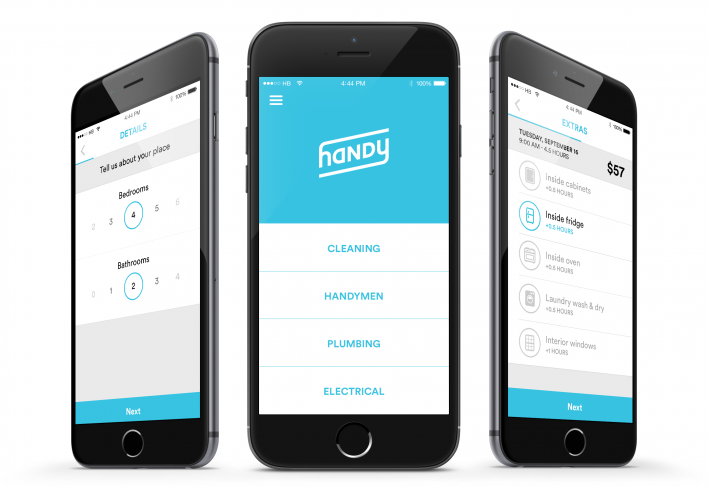 HB
4:44 PM
100%
DETAILS
Tell us about your place
Bedrooms
2 3 4 5 6
Bathrooms
0 1 2 3 4
Next
HB
4:44 PM
100%
HANDY
CLEANING
HANDYMEN
PLUMBING
ELECTRICAL
HB
4:44 PM
100%
EXTRAS
TUESDAY, SEPTEMBER 16
9:00 AM - 4.5 HOURS
$57
Inside cabinets
+0.5 HOURS
Inside fridge
+0.5 HOURS
Inside oven
+0.5 HOURS
Laundry wash & dry
+0.5 HOURS
Interior windows
+1 HOURS
Next